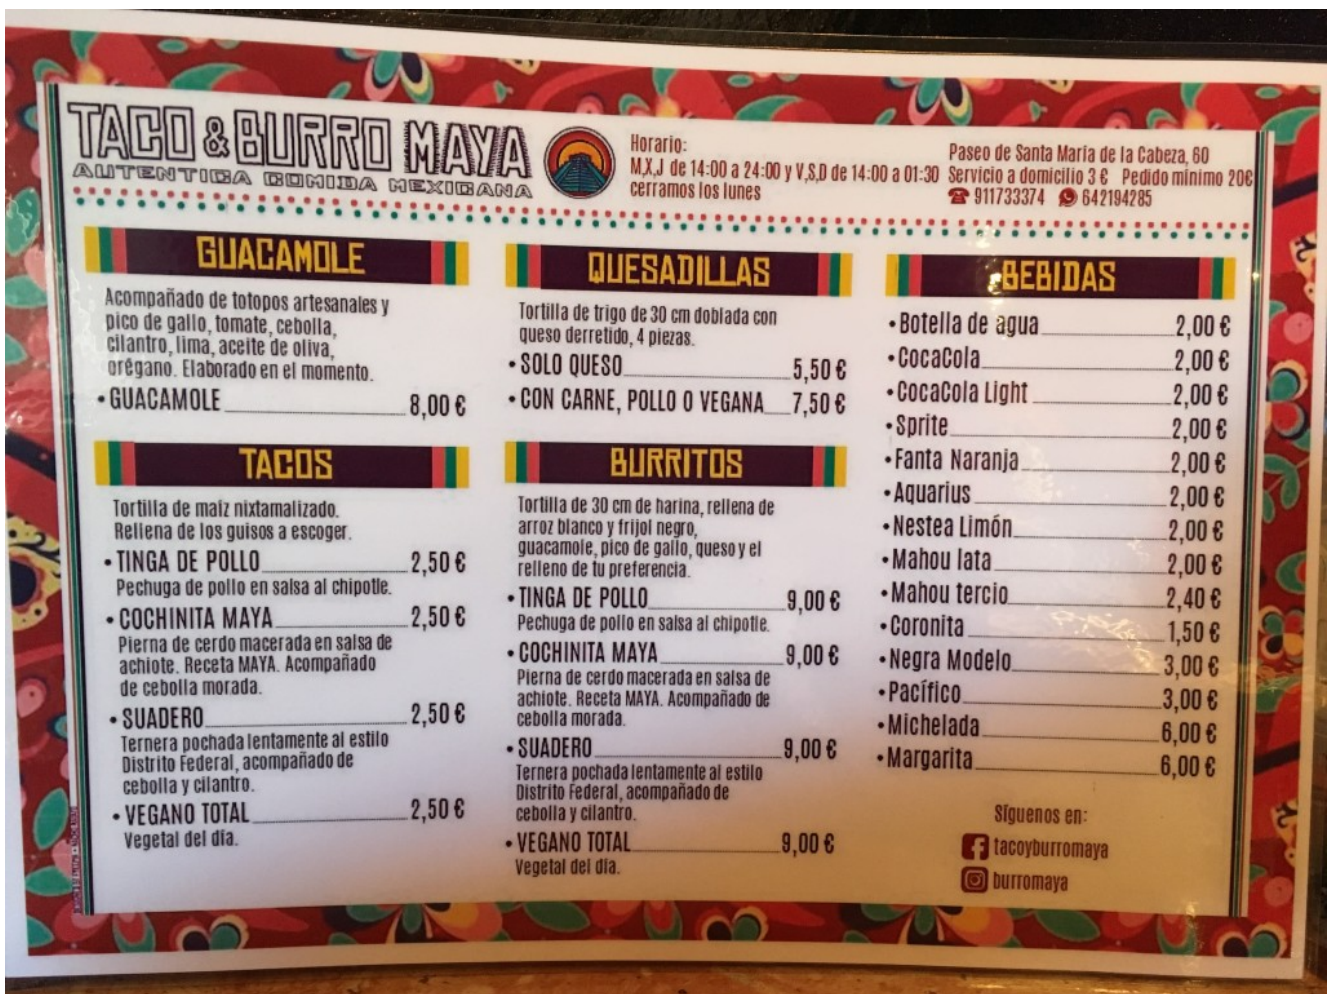 TACO & BURRO MAYA
AUTENTICA COMIDA MEXICANA
Horario:
M,X,J de 14:00 a 24:00 y V,S,D de 14:00 a 01:30
cerramos los lunes
Paseo de Santa María de la Cabeza, 60
Servicio a domicilio 3 € Pedido mínimo 20€
911733374 642194285
GUACAMOLE
Acompañado de totopos artesanales y
pico de gallo, tomate, cebolla,
cilantro, lima, aceite de oliva,
orégano. Elaborado en el momento.
• GUACAMOLE 8,00 €
TACOS
Tortilla de maíz nixtamalizado.
Rellena de los guisos a escoger.
• TINGA DE POLLO 2,50 €
Pechuga de pollo en salsa al chipotle.
• COCHINITA MAYA 2,50 €
Pierna de cerdo macerada en salsa de
achiote. Receta MAYA. Acompañado
de cebolla morada.
• SUADERO 2,50 €
Ternera pochada lentamente al estilo
Distrito Federal, acompañado de
cebolla y cilantro.
• VEGANO TOTAL 2,50 €
Vegetal del día.
QUESADILLAS
Tortilla de trigo de 30 cm doblada con
queso derretido, 4 piezas.
• SOLO QUESO 5,50 €
• CON CARNE, POLLO O VEGANA 7,50 €
BURRITOS
Tortilla de 30 cm de harina, rellena de
arroz blanco y frijol negro,
guacamole, pico de gallo, queso y el
relleno de tu preferencia.
• TINGA DE POLLO 9,00 €
Pechuga de pollo en salsa al chipotle.
• COCHINITA MAYA 9,00 €
Pierna de cerdo macerada en salsa de
achiote. Receta MAYA. Acompañado de
cebolla morada.
• SUADERO 9,00 €
Ternera pochada lentamente al estilo
Distrito Federal, acompañado de
cebolla y cilantro.
• VEGANO TOTAL 9,00 €
Vegetal del día.
BEBIDAS
• Botella de agua 2,00 €
• CocaCola 2,00 €
• CocaCola Light 2,00 €
• Sprite 2,00 €
• Fanta Naranja 2,00 €
• Aquarius 2,00 €
• Nestea Limón 2,00 €
• Mahou lata 2,00 €
• Mahou tercio 2,40 €
• Coronita 1,50 €
• Negra Modelo 3,00 €
• Pacífico 3,00 €
• Michelada 6,00 €
• Margarita 6,00 €
Síguenos en:
tacoyburromaya
burromaya